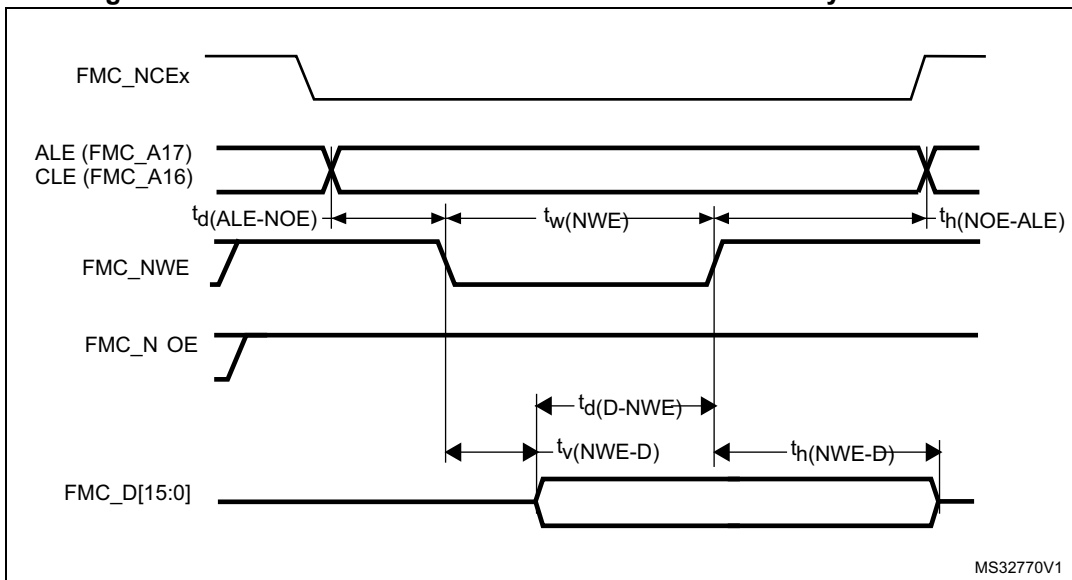 FMC_NCEx
ALE (FMC_A17)
CLE (FMC_A16)
td(ALE-NOE)
tw(NWE)
th(NOE-ALE)
FMC_NWE
FMC_N OE
td(D-NWE)
tv(NWE-D)
th(NWE-D)
FMC_D[15:0]
MS32770V1